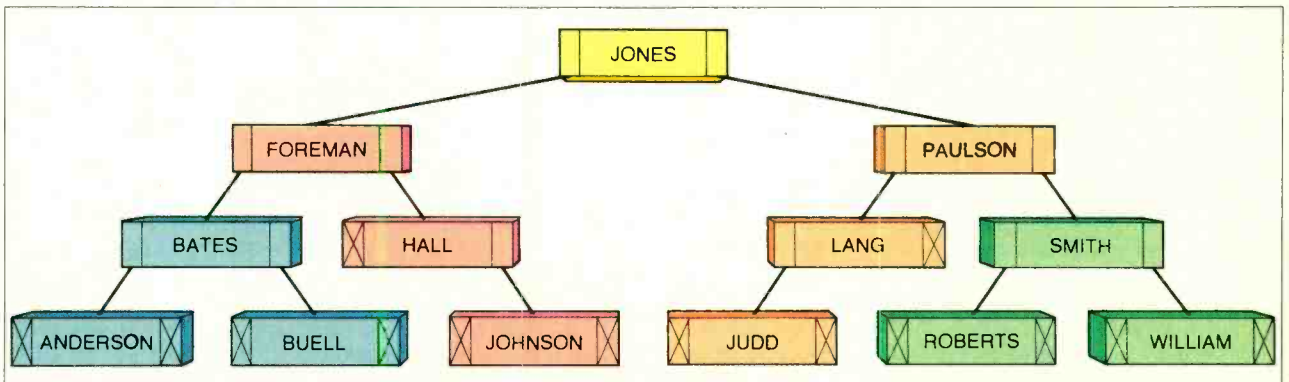 JONES
FOREMAN
PAULSON
BATES
HALL
LANG
SMITH
ANDERSON
BUELL
JOHNSON
JUDD
ROBERTS
WILLIAM